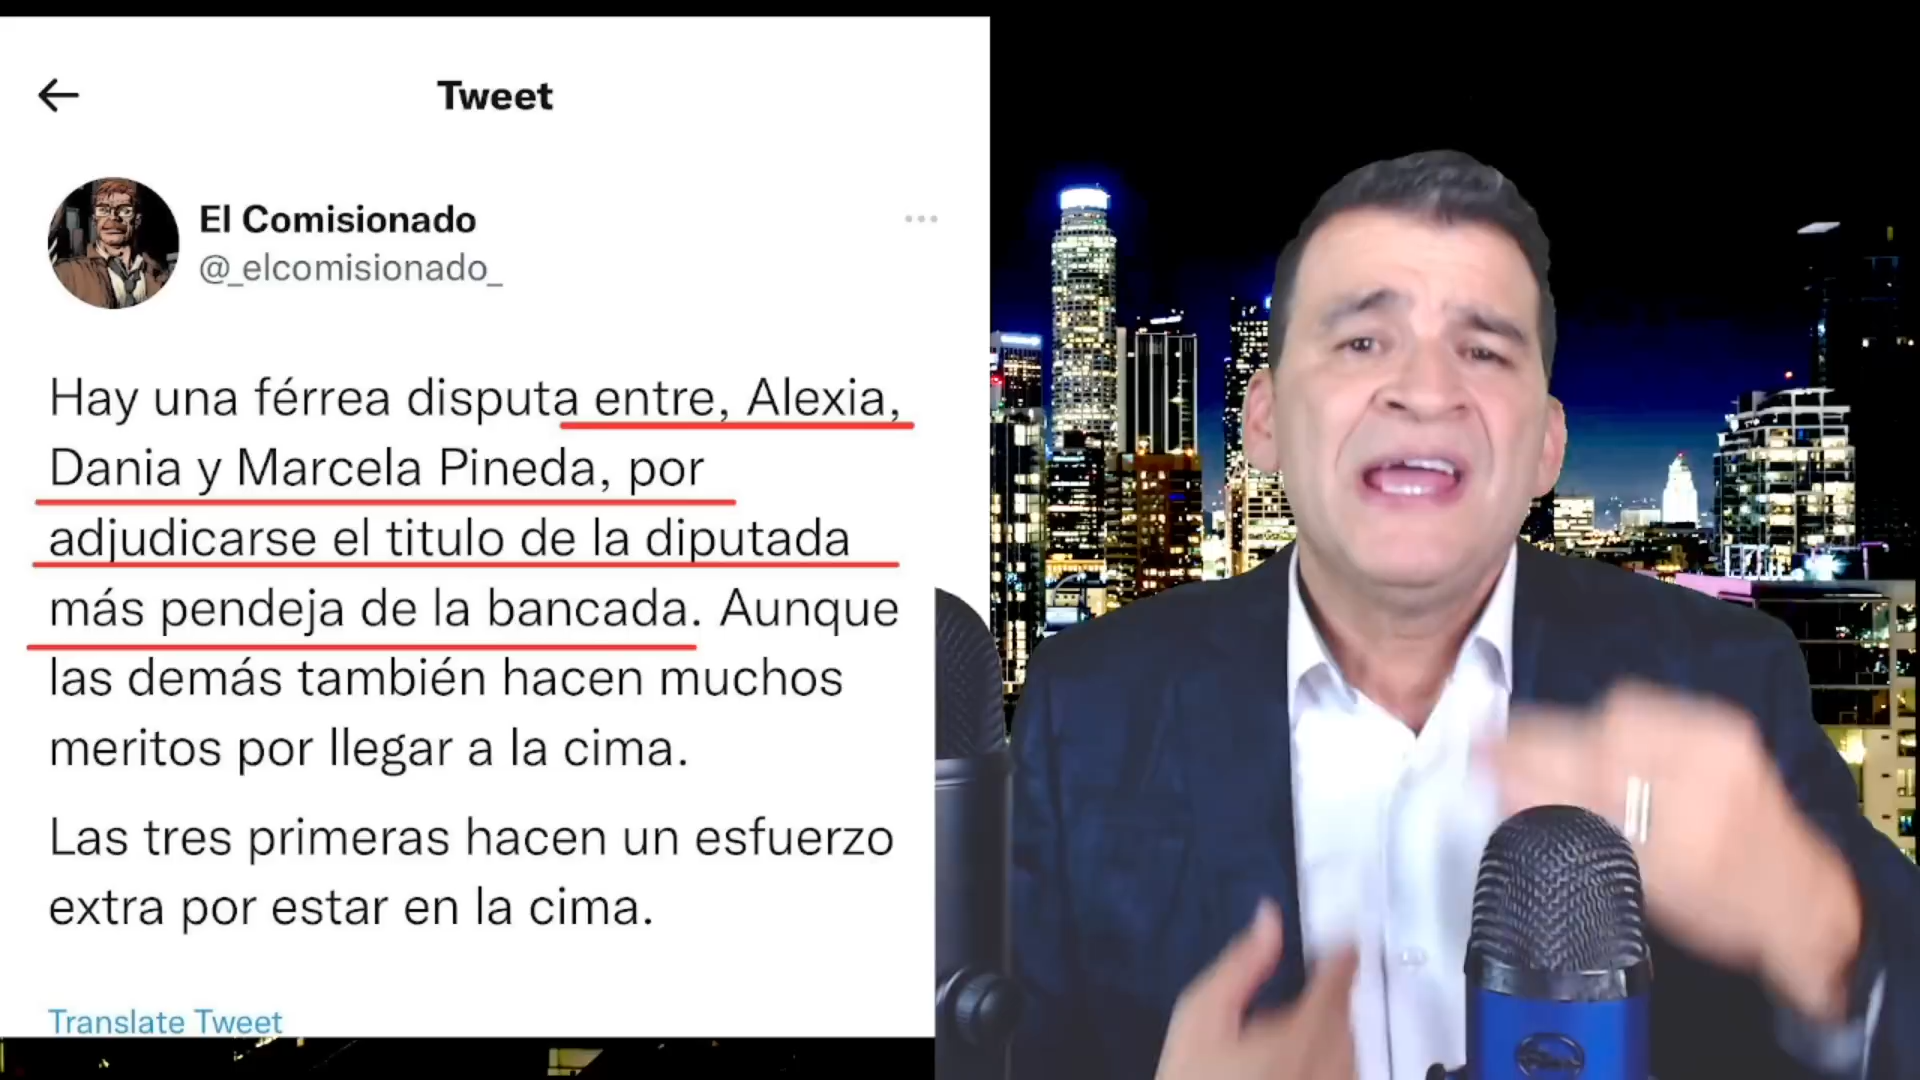 Tweet
El Comisionado
@_elcomisionado_
Hay una férrea disputa entre, Alexia,
Dania y Marcela Pineda, por
adjudicarse el titulo de la diputada
más pendeja de la bancada. Aunque
las demás también hacen muchos
meritos por llegar a la cima.
Las tres primeras hacen un esfuerzo
extra por estar en la cima.
Translate Tweet